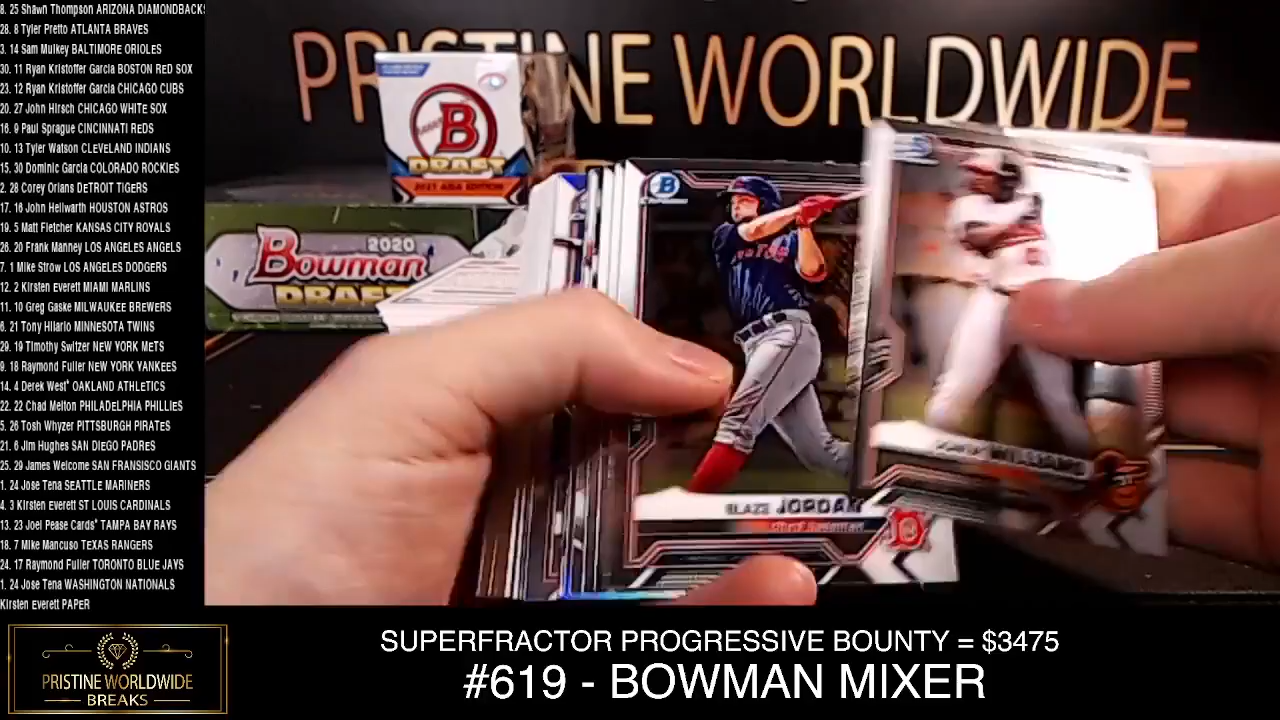 8. 25 Shawn Thompson ARIZONA DIAMONDBACKS
28. 8 Tyler Pretto ATLANTA BRAVES
3. 14 Sam Mulkey BALTIMORE ORIOLES
30. 11 Ryan Kristoffer Garcia BOSTON RED SOX
23. 12 Ryan Kristoffer Garcia CHICAGO CUBS
20. 27 John Hirsch CHICAGO WHITE SOX
16. 9 Paul Sprague CINCINNATI REDS
10. 13 Tyler Watson CLEVELAND INDIANS
15. 30 Dominic Garcia COLORADO ROCKIES
2. 28 Corey Orians DETROIT TIGERS
17. 16 John Hellwarth HOUSTON ASTROS
19. 5 Matt Fletcher KANSAS CITY ROYALS
26. 20 Frank Manney LOS ANGELES ANGELS
7. 1 Mike Strow LOS ANGELES DODGERS
12. 2 Kirsten Everett MIAMI MARLINS
11. 10 Greg Gaske MILWAUKEE BREWERS
6. 21 Tony Hilario MINNESOTA TWINS
29. 19 Timothy Switzer NEW YORK METS
9. 18 Raymond Fuller NEW YORK YANKEES
14. 4 Derek West* OAKLAND ATHLETICS
22. 22 Chad Melton PHILADELPHIA PHILLIES
5. 26 Tosh Whyzer PITTSBURGH PIRATES
21. 6 Jim Hughes SAN DIEGO PADRES
25. 29 James Welcome SAN FRANSISCO GIANTS
1. 24 Jose Tena SEATTLE MARINERS
4. 3 Kirsten Everett ST LOUIS CARDINALS
13. 23 Joel Pease Cards* TAMPA BAY RAYS
18. 7 Mike Mancuso TEXAS RANGERS
24. 17 Raymond Fuller TORONTO BLUE JAYS
1. 24 Jose Tena WASHINGTON NATIONALS
Kirsten Everett PAPER
PRISTINE WORLDWIDE
B
DRAFT
2021 ASIA EDITION
2020
Bowman
DRAFT
BLAZE JORDAN
WILLIAMS
B
PRISTINE WORLDWIDE
BREAKS
SUPERFRACTOR PROGRESSIVE BOUNTY = $3475
#619 - BOWMAN MIXER